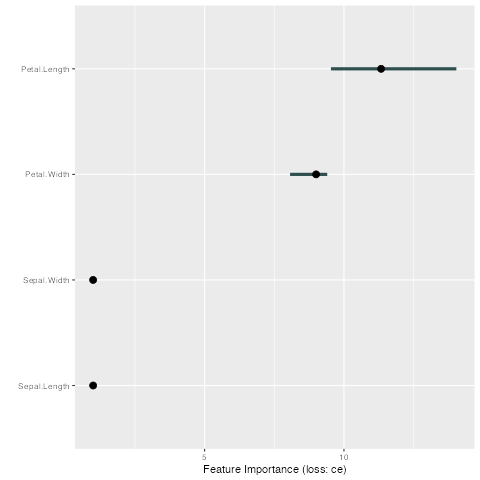 Petal.Length
Petal.Width
Sepal.Width
Sepal.Length
5 10
Feature Importance (loss: ce)